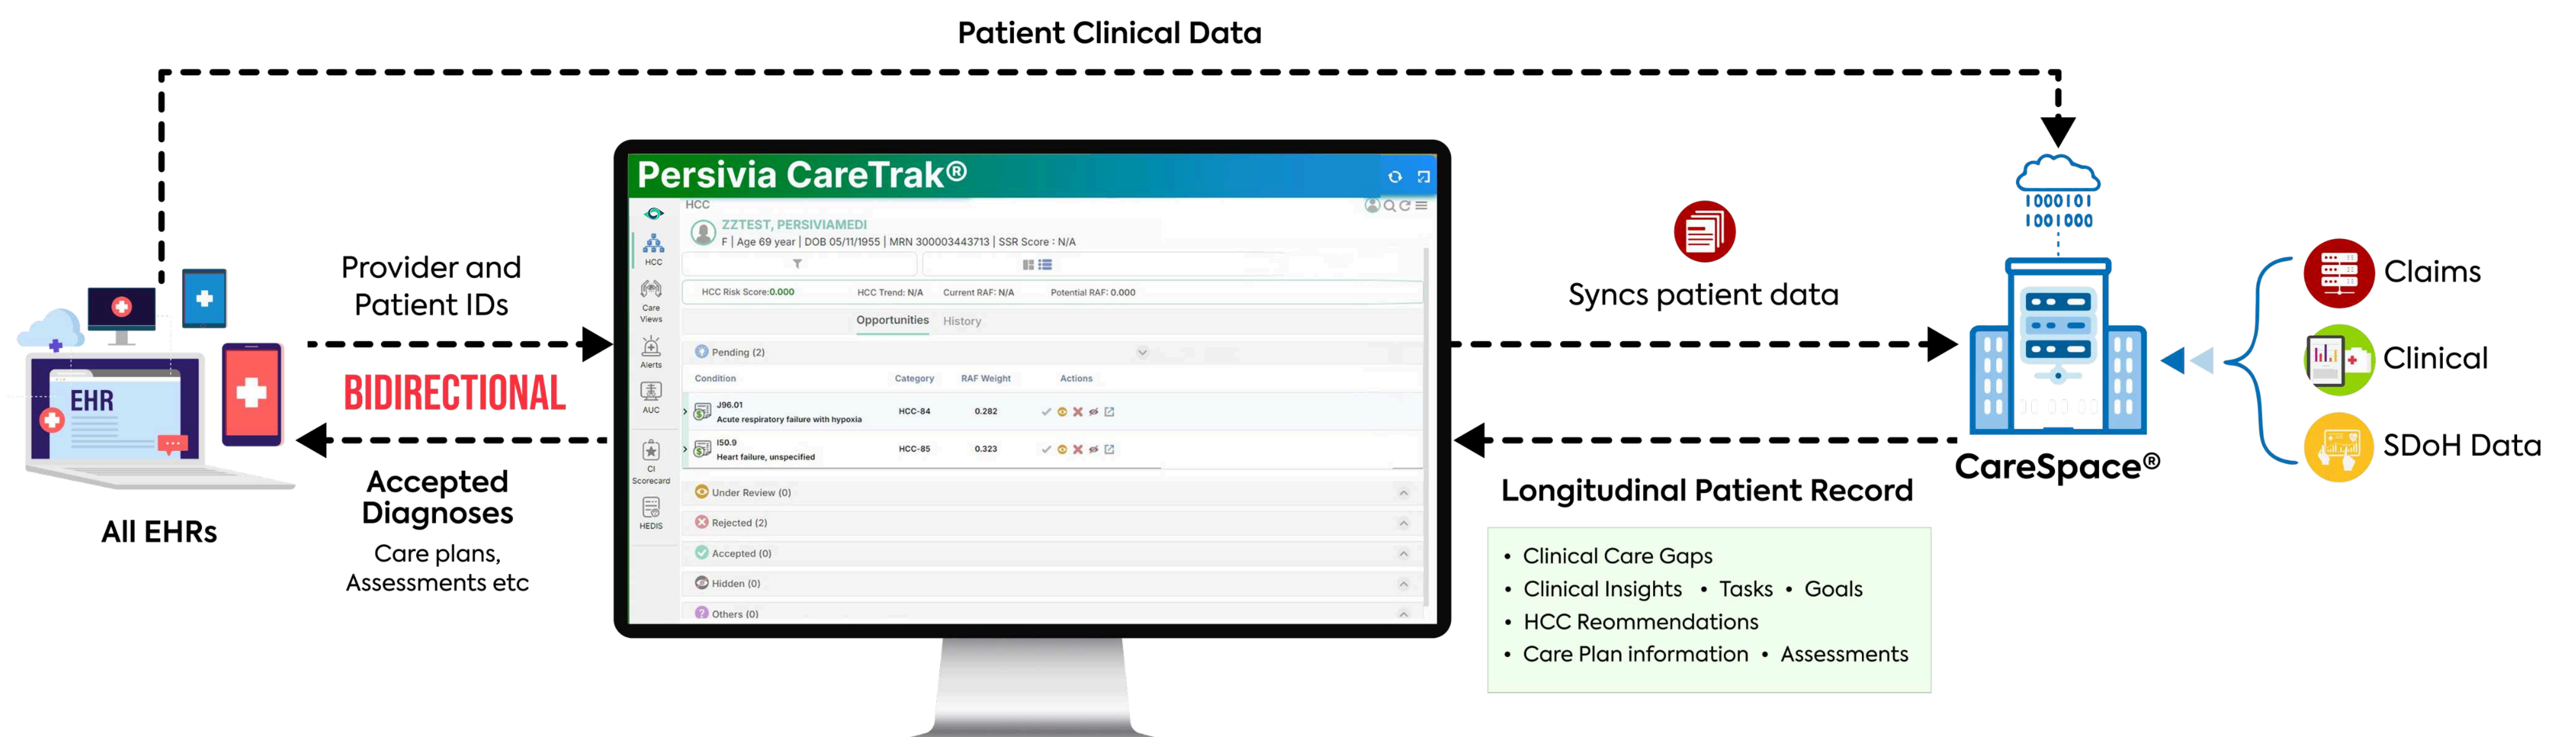 Patient Clinical Data
EHR
All EHRs
Provider and
Patient IDs
BIDIRECTIONAL
Accepted
Diagnoses
Care plans,
Assessments etc
Persivia CareTrak®
HCC
Care
Views
Alerts
AUC
CI
Scorecard
HEDIS
HCC
ZZTEST, PERSIVIAMEDI
F | Age 69 year | DOB 05/11/1955 | MRN 300003443713 | SSR Score : N/A
HCC Risk Score:0.000 HCC Trend: N/A Current RAF: N/A Potential RAF: 0.000
Opportunities History
Pending (2)
Condition Category RAF Weight Actions
J96.01
Acute respiratory failure with hypoxia HCC-84 0.282
I50.9
Heart failure, unspecified HCC-85 0.323
Under Review (0)
Rejected (2)
Accepted (0)
Hidden (0)
Others (0)
Syncs patient data
Longitudinal Patient Record
• Clinical Care Gaps
• Clinical Insights • Tasks • Goals
• HCC Reommendations
• Care Plan information • Assessments
1000101
1001000
CareSpace®
Claims
Clinical
SDoH Data